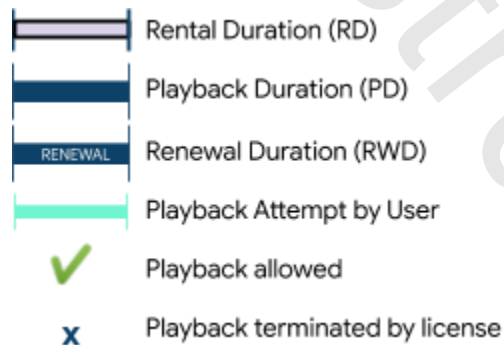 Rental Duration (RD)
Playback Duration (PD)
RENEWAL Renewal Duration (RWD)
Playback Attempt by User
Playback allowed
x Playback terminated by license